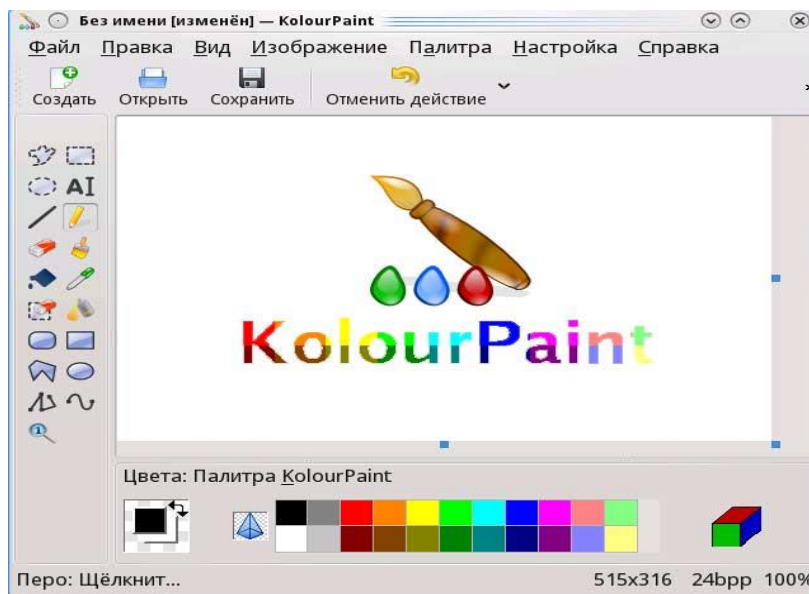 Без имени [изменён] — KolourPaint
Файл Правка Вид Изображение Палитра Настройка Справка
Создать Открыть Сохранить Отменить действие
AI
KolourPaint
Цвета: Палитра KolourPaint
Перо: Щёлкнит... 515x316 24bpp 100%